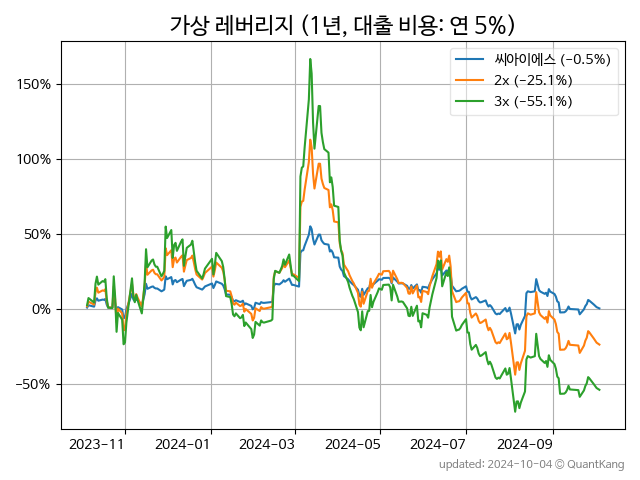 가상 레버리지 (1년, 대출 비용: 연 5%)
씨아이에스 (−0.5%)
2x (−25.1%)
3x (−55.1%)
150%
100%
50%
0%
−50%
2023−11
2024−01
2024−03
2024−05
2024−07
2024−09
updated: 2024-10-04 © QuantKang